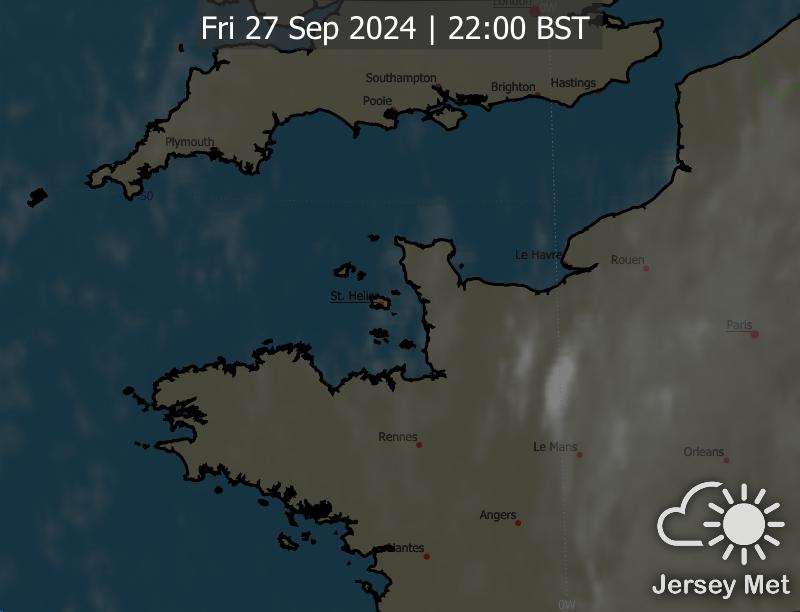 London
0W
Fri 27 Sep 2024 | 22:00 BST
Southampton
Brighton
Hastings
Poole
Plymouth
50
Le Havre
Rouen
St. Helier
Paris
Rennes
Le Mans
Orleans
Angers
Nantes
Jersey Met
0W